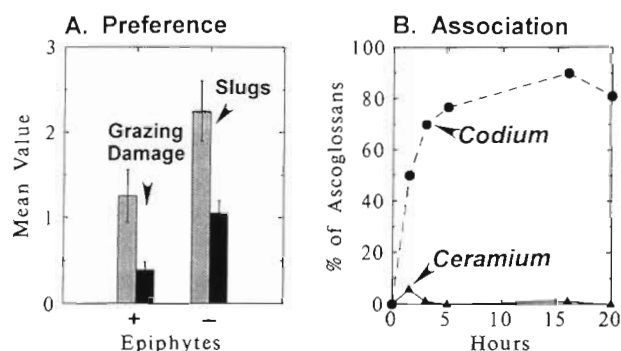 A. Preference
3
2
1
0
Mean Value
Slugs
Grazing
Damage
+ −
Epiphytes
B. Association
100
80
60
40
20
0
% of Ascoglossans
Codium
Ceramium
0 5 10 15 20
Hours